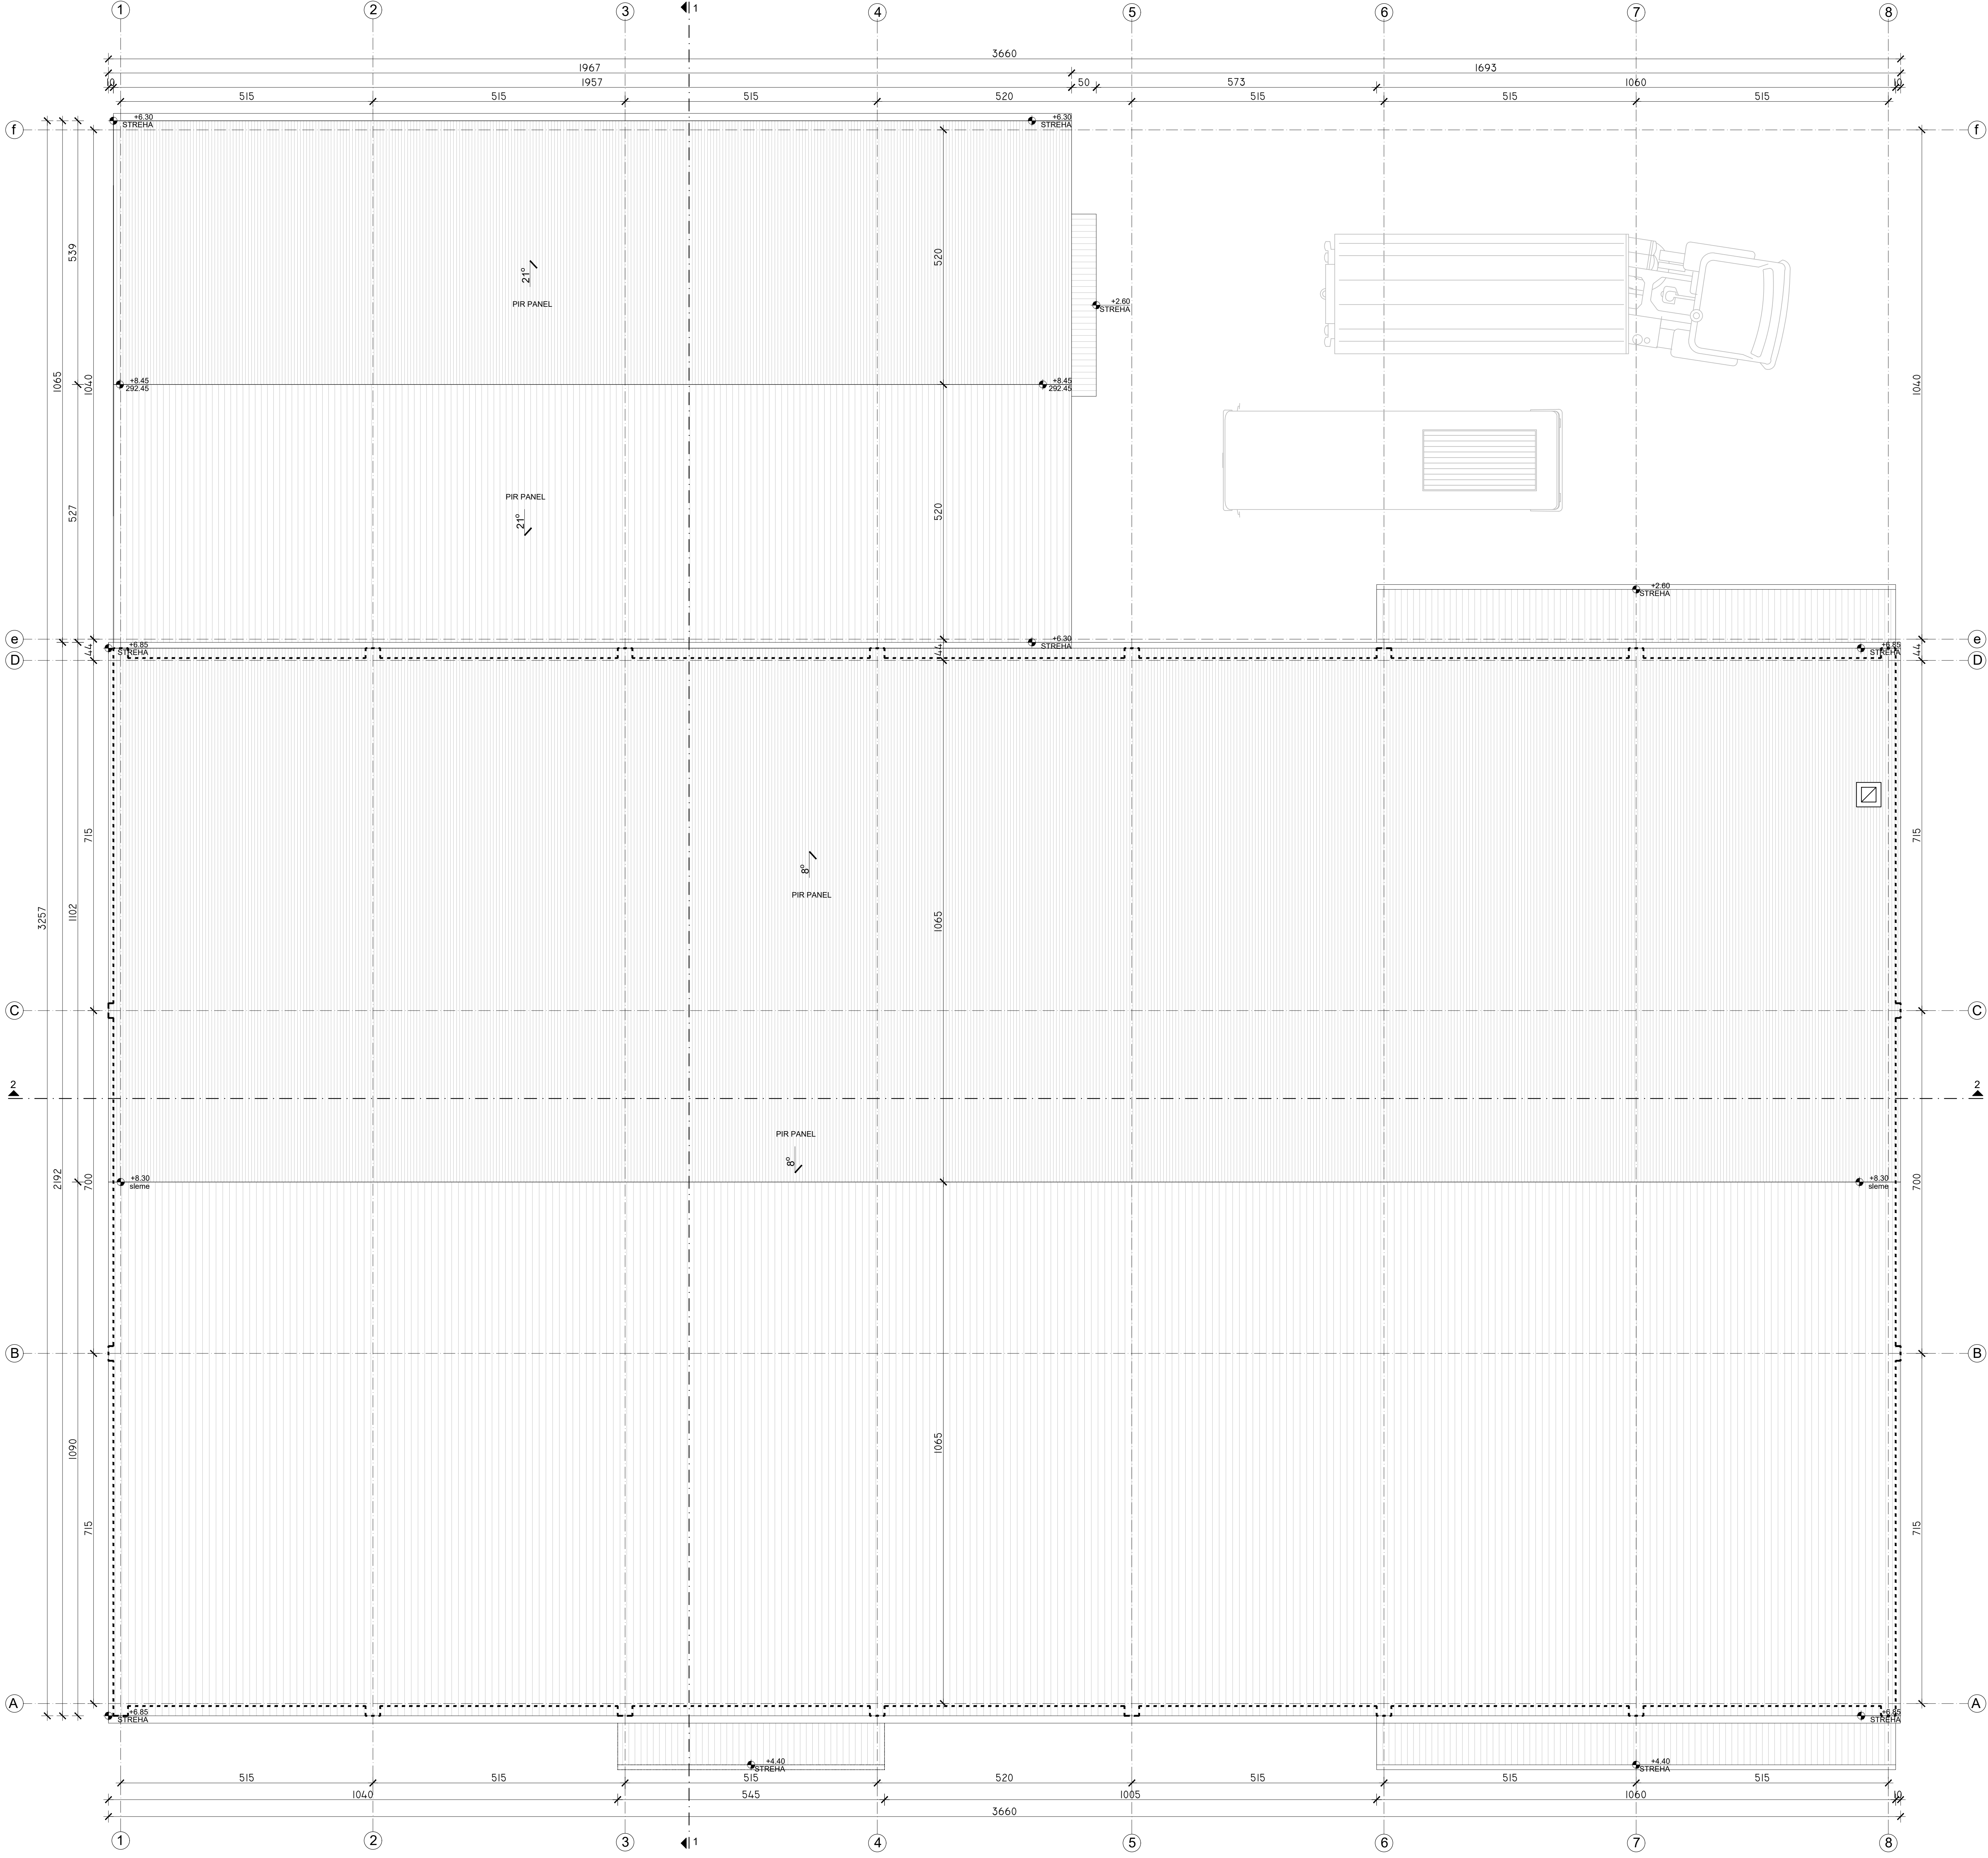 1 2 3 1 4 5 6 7 8
3660
1967 1693
10 1957 50 573 1060 10
515 515 515 520 515 515 515
+6.30
STREHA
+6.30
STREHA
f f
539
520
21°
PIR PANEL
+2.60
STREHA
1065
1040
1040
+8.45
292.45
+8.45
292.45
PIR PANEL
21°
527
520
+2.60
STREHA
e e
+6.30
STREHA
44
+6.85
STREHA
44
+6.85
STREHA
44
D D
715
715
8°
PIR PANEL
3257
1102
1065
C C
2 2
PIR PANEL
8°
2192
700
+8.30
sleme
+8.30
sleme
700
B B
1090
1065
715
715
A A
+6.85
STREHA
+6.85
STREHA
+4.40
STREHA
+4.40
STREHA
515 515 515 520 515 515 515
1040 545 1005 1060 10
3660
1 2 3 1 4 5 6 7 8